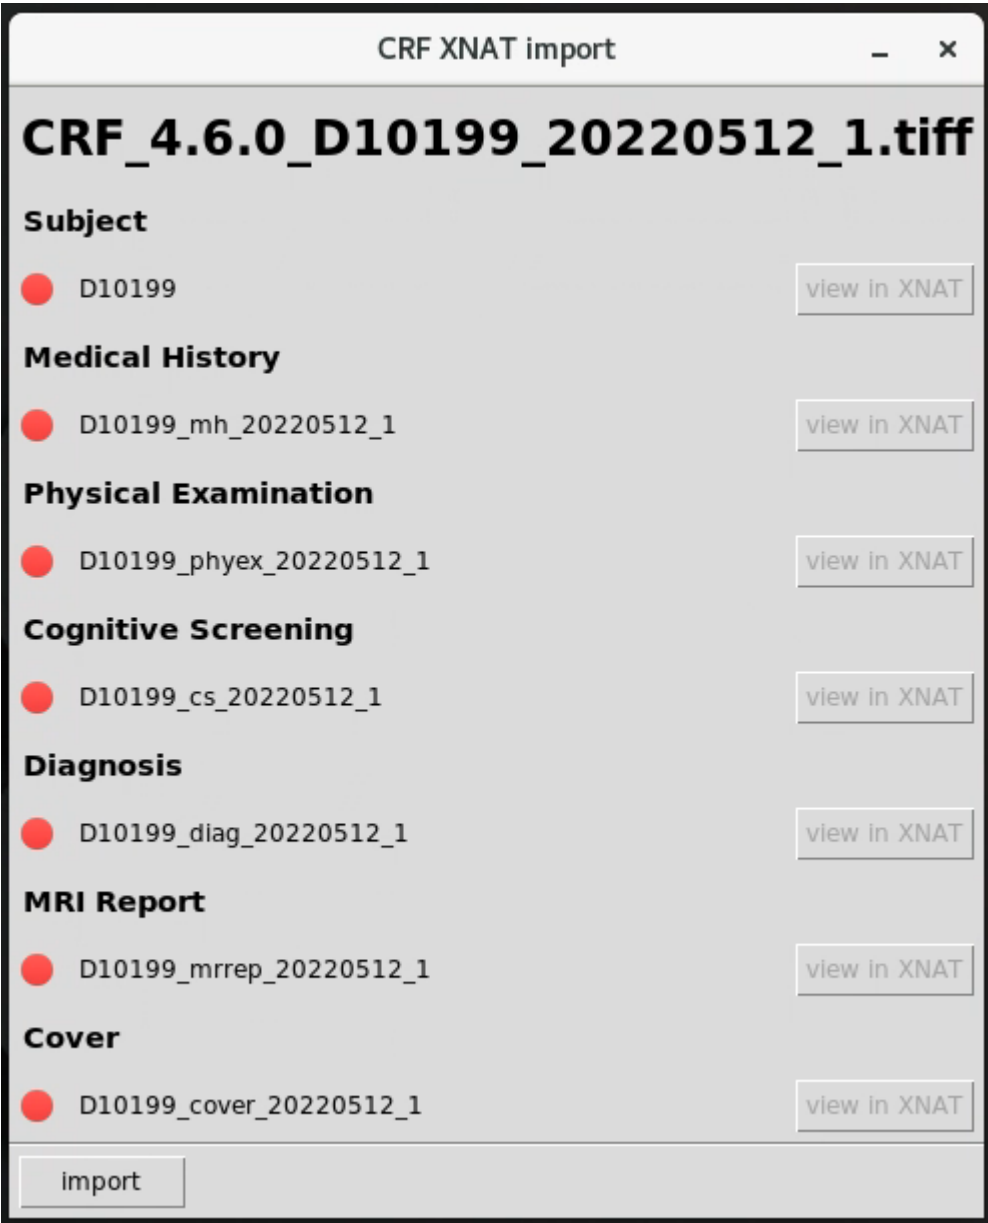 CRF XNAT import
CRF_4.6.0_D10199_20220512_1.tiff
Subject
D10199 view in XNAT
Medical History
D10199_mh_20220512_1 view in XNAT
Physical Examination
D10199_phyex_20220512_1 view in XNAT
Cognitive Screening
D10199_cs_20220512_1 view in XNAT
Diagnosis
D10199_diag_20220512_1 view in XNAT
MRI Report
D10199_mrrep_20220512_1 view in XNAT
Cover
D10199_cover_20220512_1 view in XNAT
import